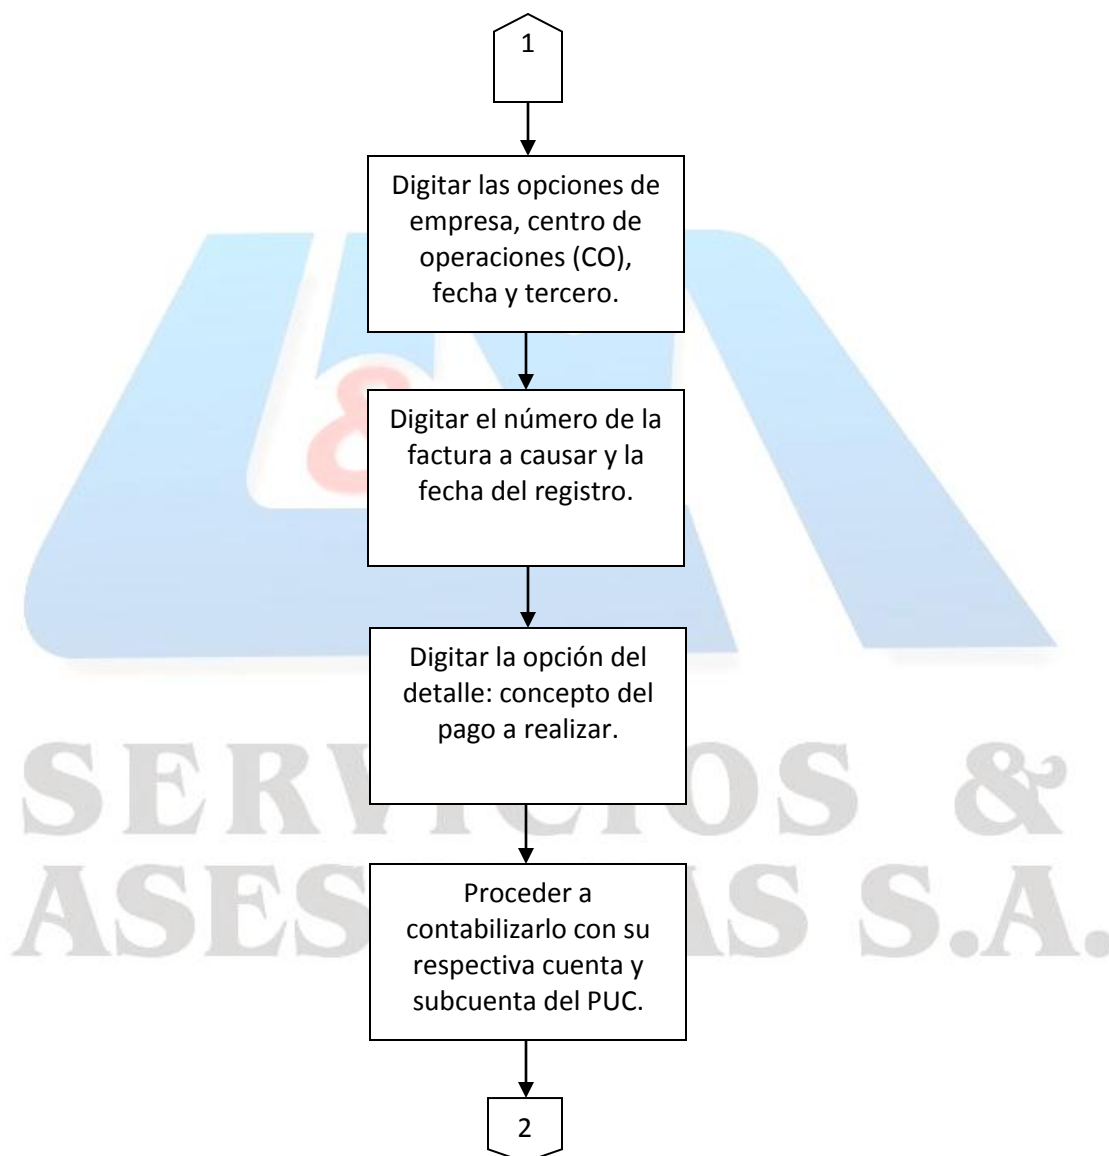 1
Digitar las opciones de
empresa, centro de
operaciones (CO),
fecha y tercero.
&
Digitar el número de la
factura a causar y la
fecha del registro.
Digitar la opción del
detalle: concepto del
pago a realizar.
SERVICIOS &
Proceder a
contabilizarlo con su
respectiva cuenta y
subcuenta del PUC.
S.A.
2